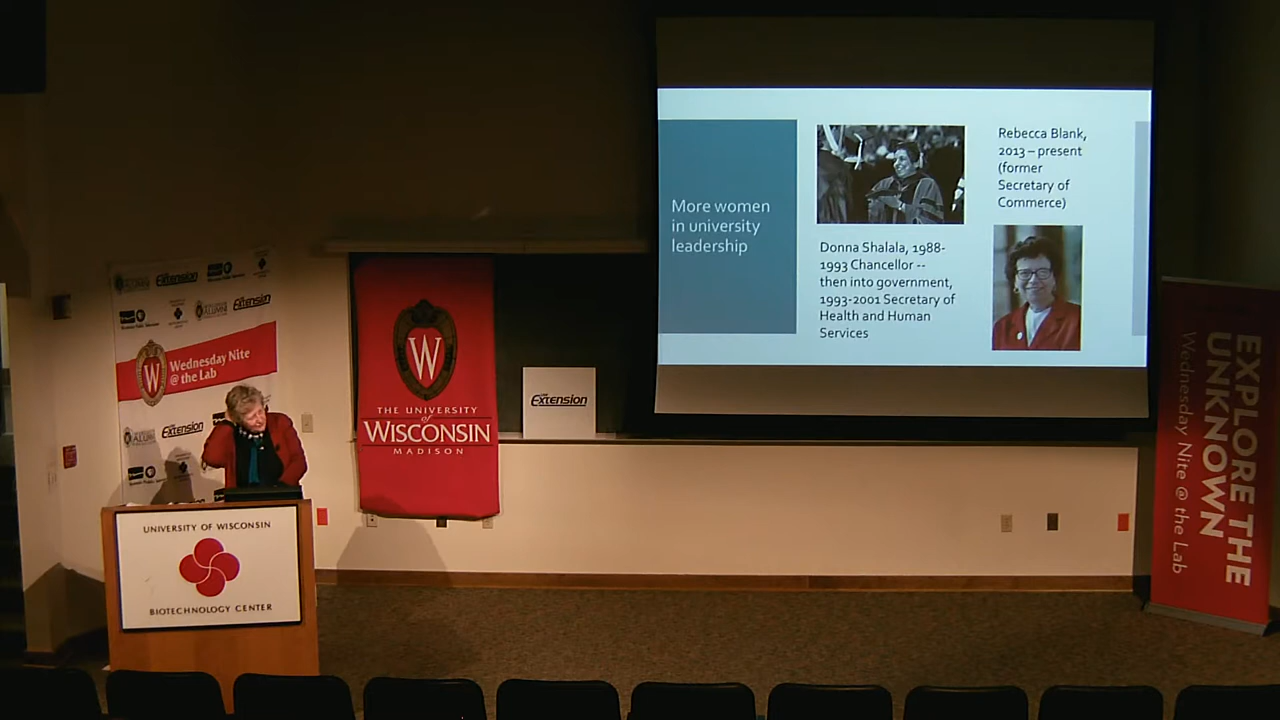 More women
in university
leadership
Donna Shalala, 1988-
1993 Chancellor --
then into government,
1993-2001 Secretary of
Health and Human
Services
Rebecca Blank,
2013 – present
(former
Secretary of
Commerce)
Extension
Extension
W
Wednesday Nite
@ the Lab
Extension
PBS
W
THE UNIVERSITY
of
WISCONSIN
MADISON
Extension
UNIVERSITY OF WISCONSIN
BIOTECHNOLOGY CENTER
EXPLORE THE
UNKNOWN
Wednesday Nite @ the Lab